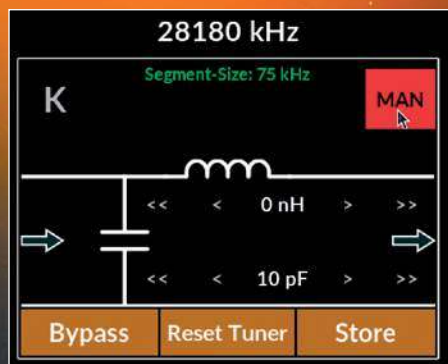 28180 kHz
Segment-Size: 75 kHz
K
MAN
<< < 0 nH > >>
<< < 10 pF > >>
Bypass Reset Tuner Store